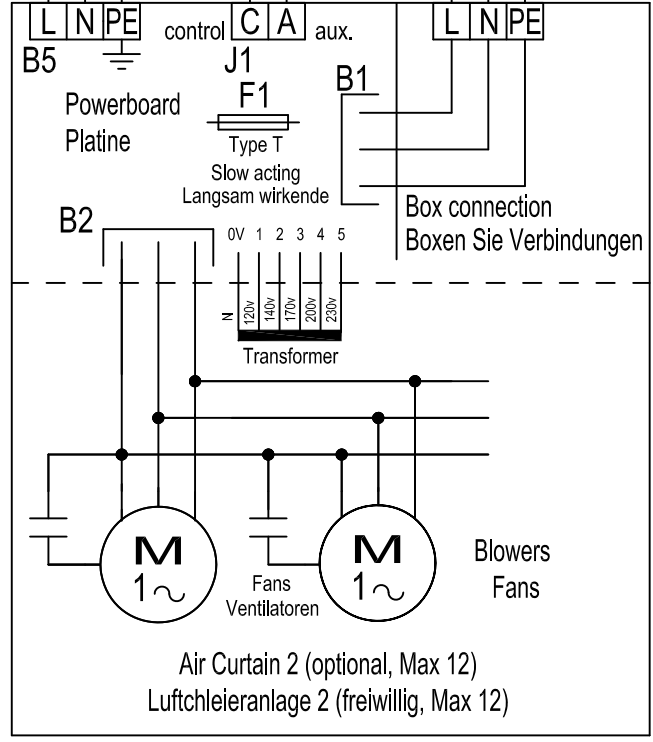 L N PE control C A aux. L N PE
B5 J1
F1 B1
Powerboard
Platine
Type T
Slow acting
Langsam wirkende
Box connection
Boxen Sie Verbindungen
B2 0V 1 2 3 4 5
N 120v 140v 170v 200v 230v
Transformer
M M
1~ 1~
Blowers
Fans
Fans
Ventilatoren
Air Curtain 2 (optional, Max 12)
Luftchleieranlage 2 (freiwillig, Max 12)